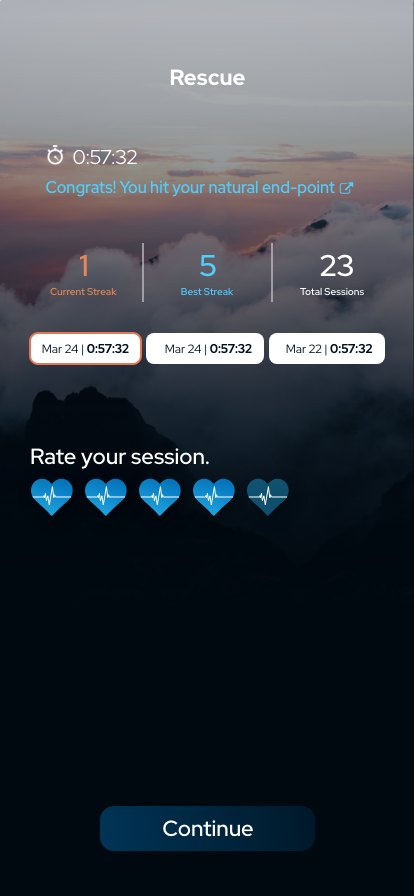 Rescue
0:57:32
Congrats! You hit your natural end-point
1 5 23
Current Streak Best Streak Total Sessions
Mar 24 | 0:57:32 Mar 24 | 0:57:32 Mar 22 | 0:57:32
Rate your session.
Continue